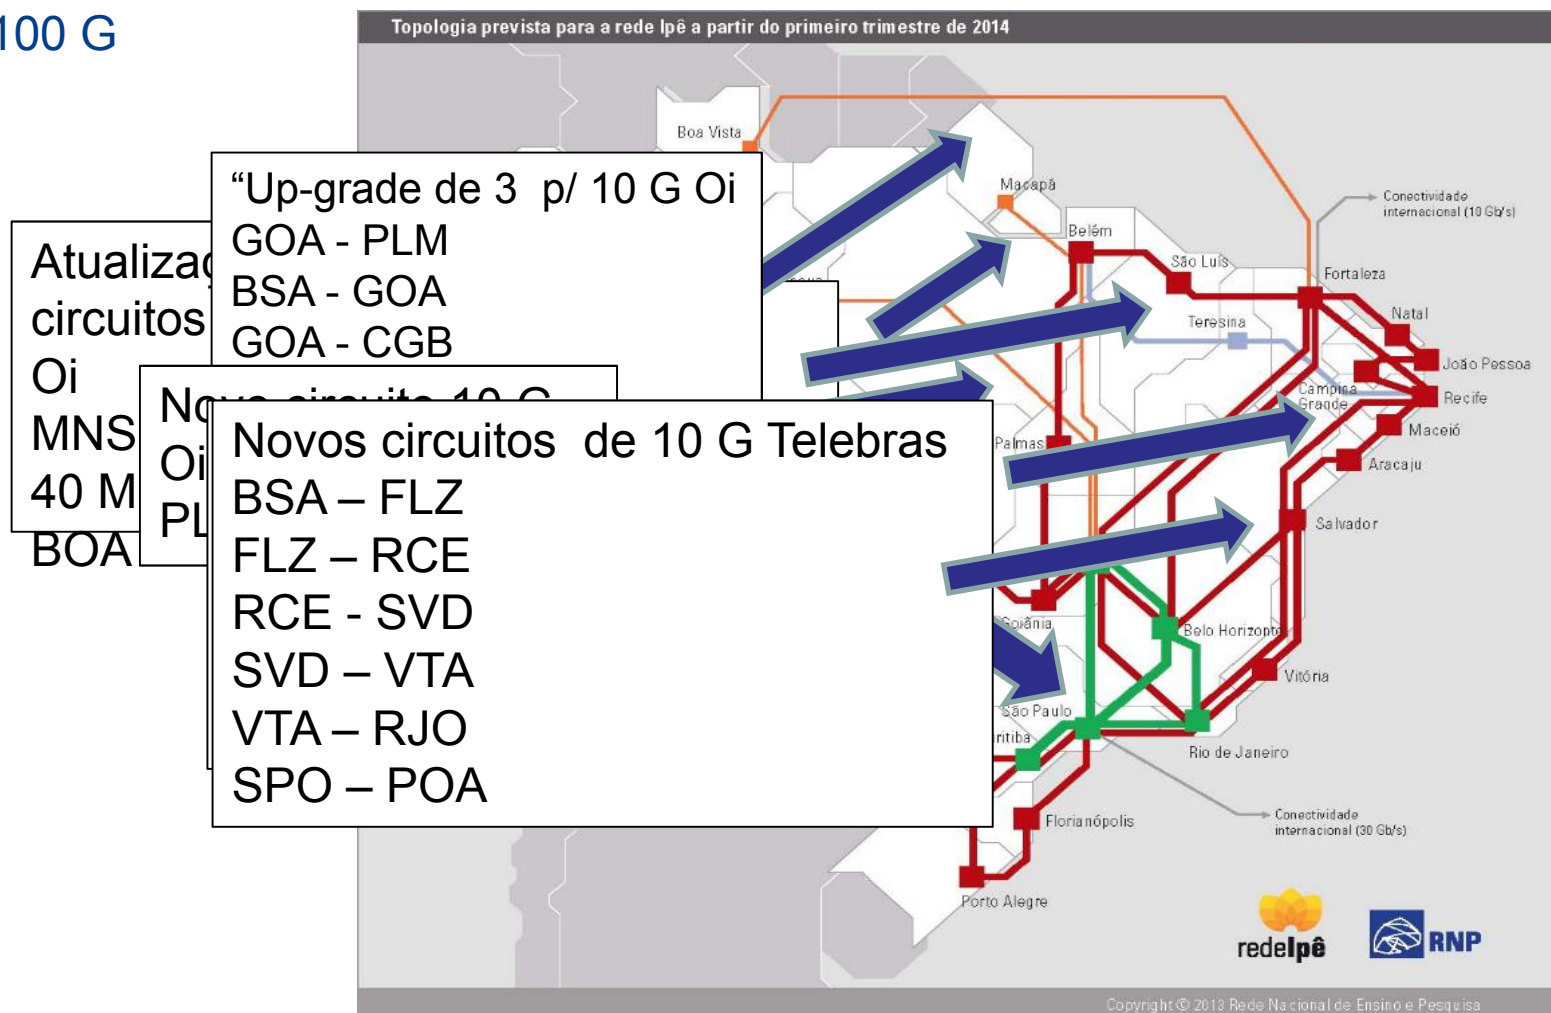 100 G
Topologia prevista para a rede Ipê a partir do primeiro trimestre de 2014
Boa Vista
Macapá
Belém
São Luís
Fortaleza
Teresina
Natal
João Pessoa
Campina
Grande
Recife
Maceió
Aracaju
Palmas
Salvador
Goiânia
Belo Horizonte
Vitória
São Paulo
Rio de Janeiro
Florianópolis
Porto Alegre
Conectividade
internacional (10 Gb/s)
Conectividade
internacional (30 Gb/s)
circuitos
Oi
MNS
40 M
BOA
“Up-grade de 3 p/ 10 G Oi
GOA - PLM
BSA - GOA
GOA - CGB
Novo circuito 10 G
Oi
Novos circuitos de 10 G Telebras
BSA – FLZ
FLZ – RCE
RCE - SVD
SVD – VTA
VTA – RJO
SPO – POA
redeIpê
RNP
Copyright © 2013 Rede Nacional de Ensino e Pesquisa